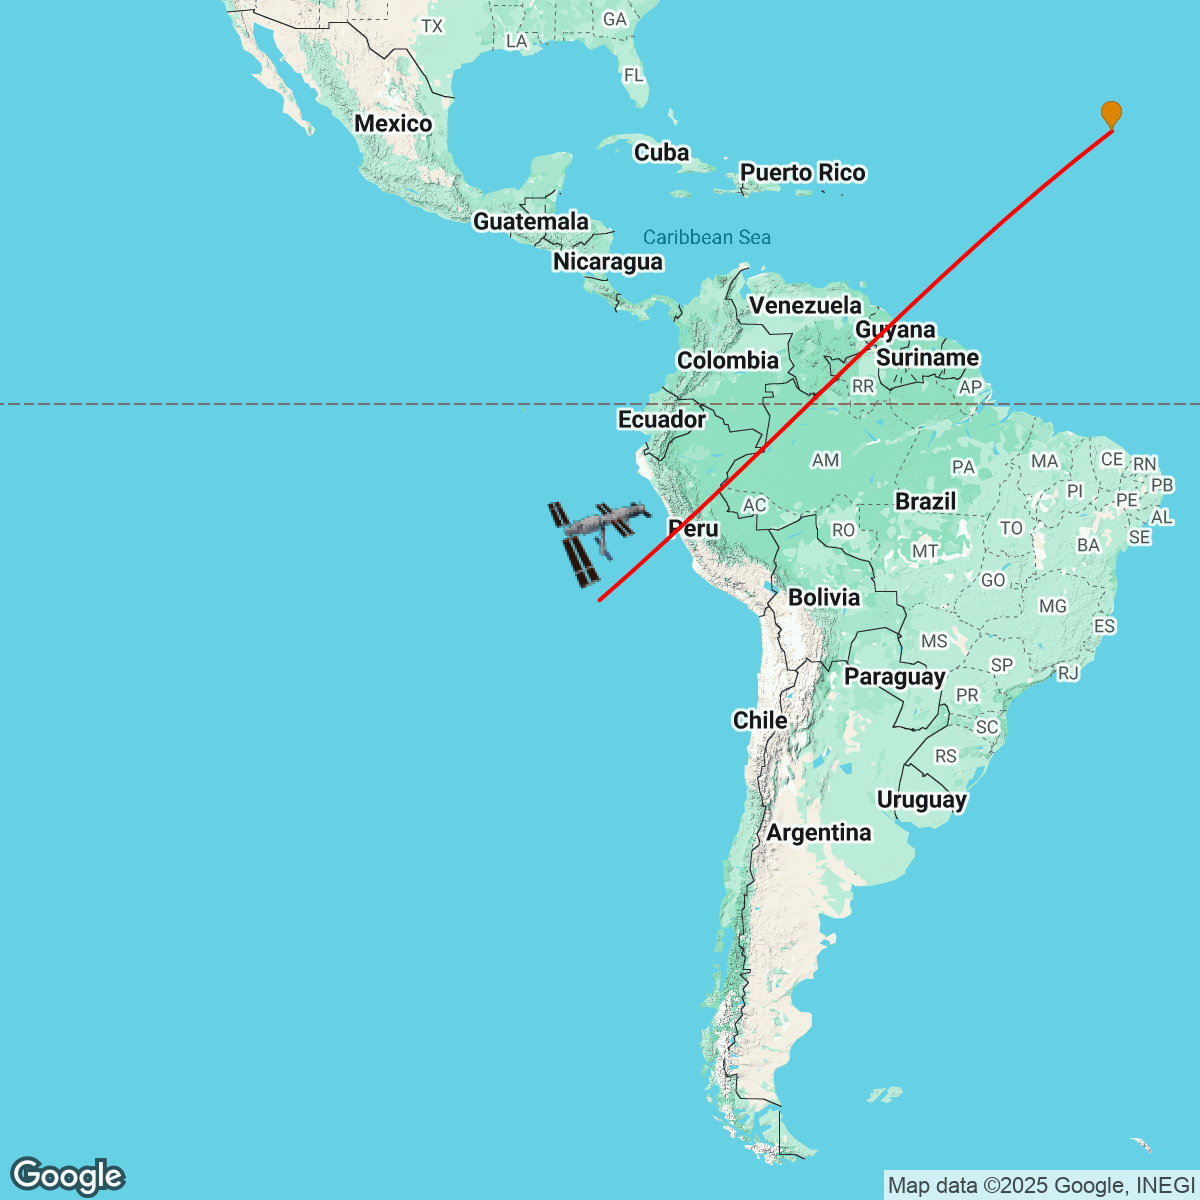 GA
TX
LA
FL
Mexico
Cuba
Puerto Rico
Guatemala
Caribbean Sea
Nicaragua
Venezuela
Guyana
Colombia
Suriname
RR
AP
Ecuador
AM
PA
MA
CE
RN
PI
PB
PE
AC
Brazil
AL
Peru
RO
TO
SE
MT
BA
GO
Bolivia
MG
ES
MS
SP
RJ
Paraguay
PR
Chile
SC
RS
Uruguay
Argentina
Google
Map data ©2025 Google, INEGI